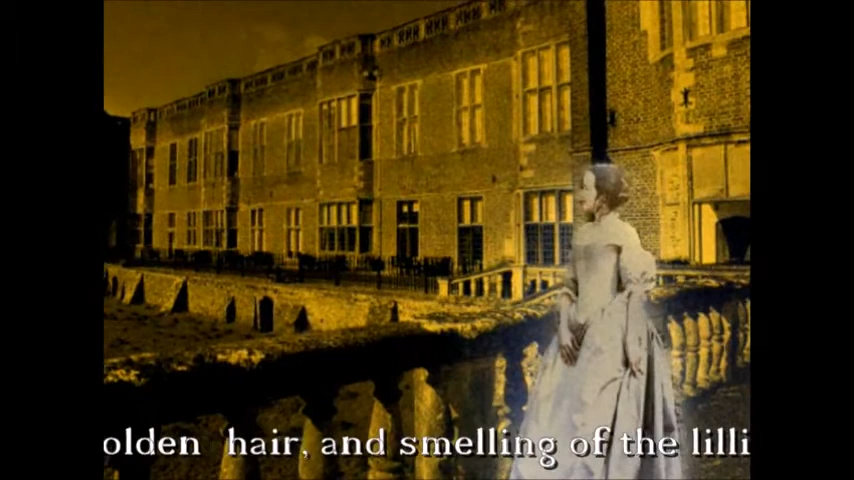 olden hair, and smelling of the lilli